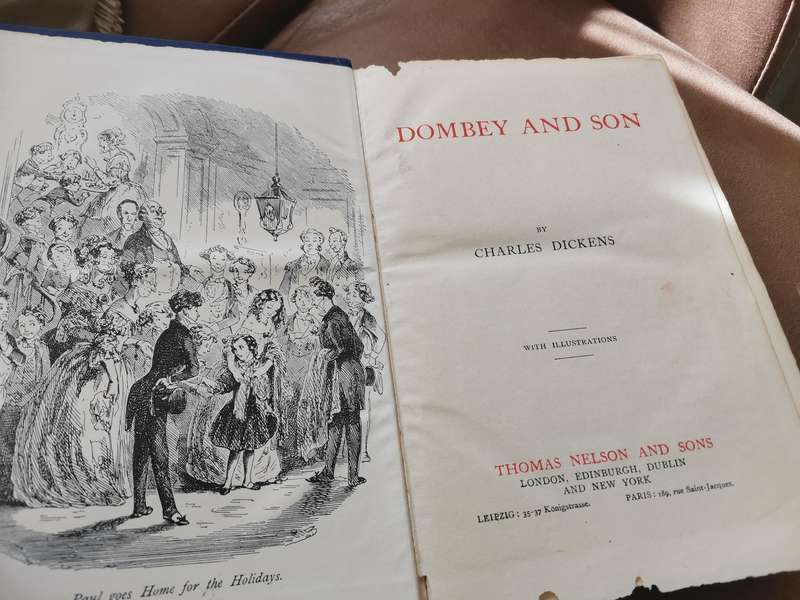 Paul goes Home for the Holidays.
DOMBEY AND SON
BY
CHARLES DICKENS
WITH ILLUSTRATIONS
THOMAS NELSON AND SONS
LONDON, EDINBURGH, DUBLIN
AND NEW YORK
LEIPZIG: 35-37 Königstrasse. PARIS: 189, rue Saint-Jacques.